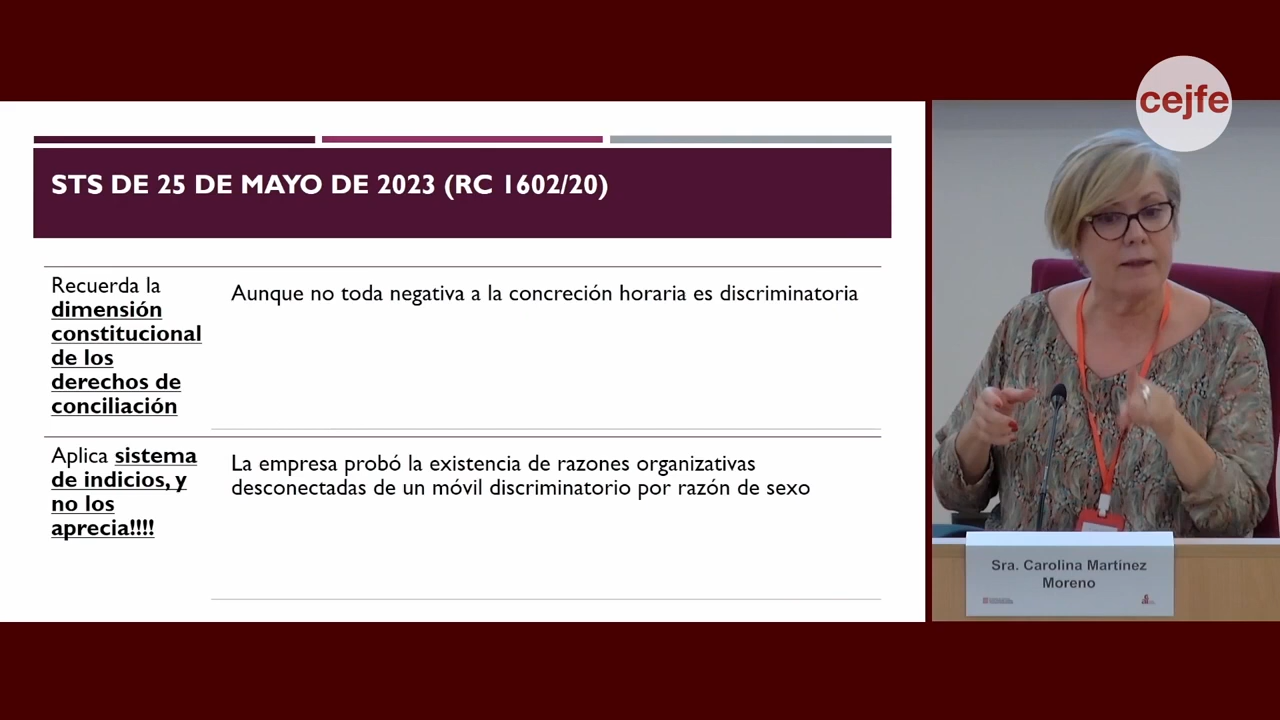 cejfe
STS DE 25 DE MAYO DE 2023 (RC 1602/20)
Recuerda la
dimensión
constitucional
de los
derechos de
conciliación
Aunque no toda negativa a la concreción horaria es discriminatoria
Aplica sistema
de indicios, y
no los
aprecia!!!!
La empresa probó la existencia de razones organizativas
desconectadas de un móvil discriminatorio por razón de sexo
Sra. Carolina Martínez
Moreno